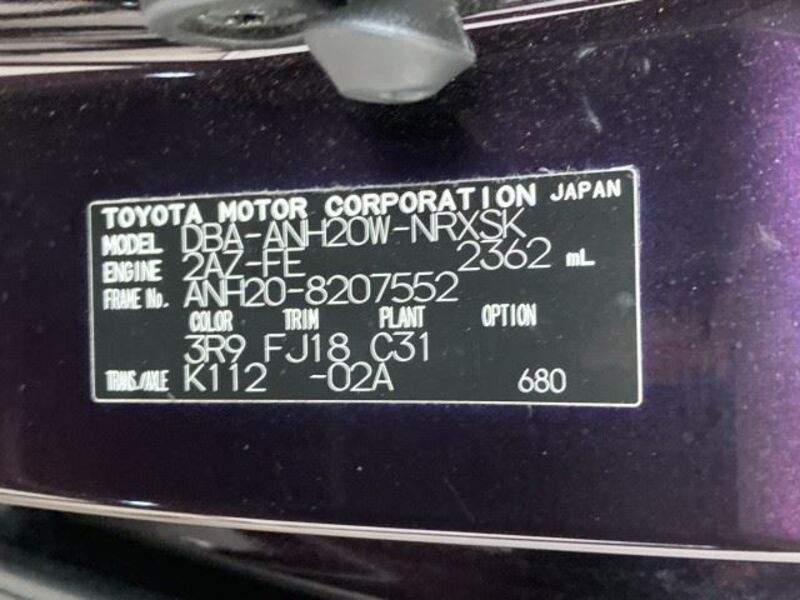 TOYOTA MOTOR CORPORATION JAPAN
MODEL DBA-ANH20W-NRXSK
ENGINE 2AZ-FE 2362 mL
FRAME No. ANH20-8207552
COLOR TRIM PLANT OPTION
3R9 FJ18 C31
TRANS./AXLE K112 -02A 680